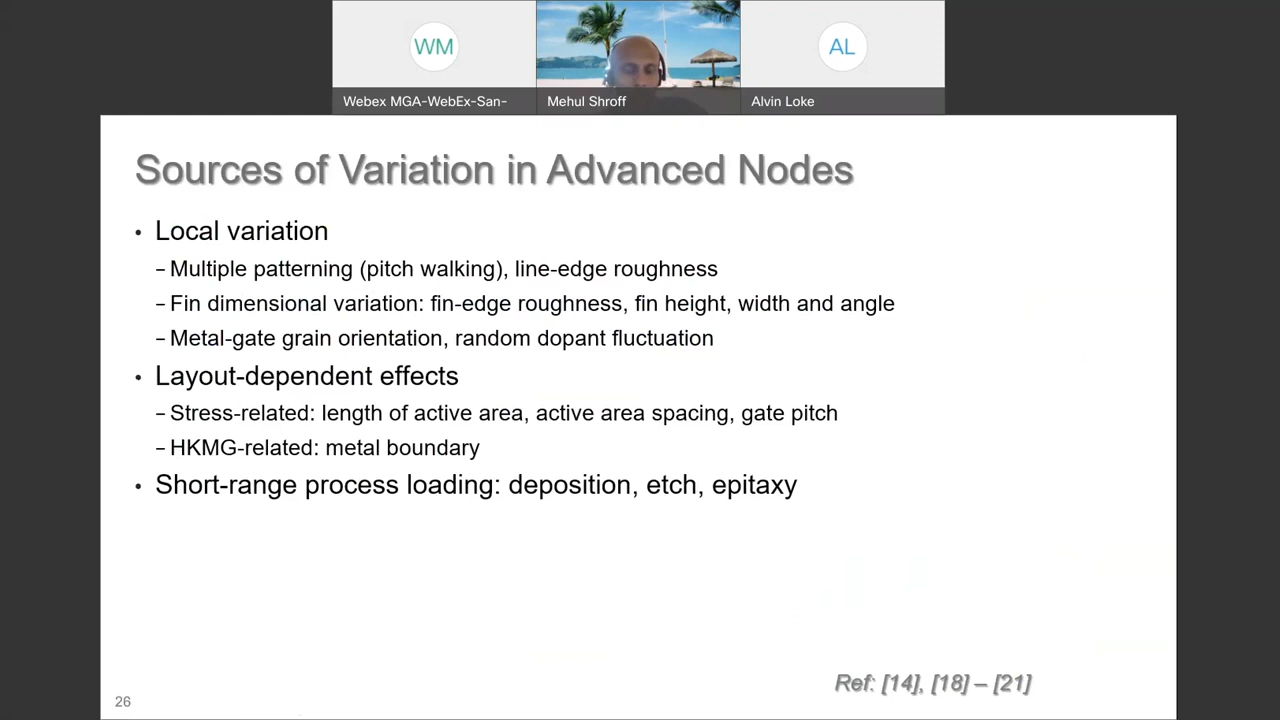 WM
AL
Webex MGA-WebEx-San-
Mehul Shroff
Alvin Loke
Sources of Variation in Advanced Nodes
• Local variation
– Multiple patterning (pitch walking), line-edge roughness
– Fin dimensional variation: fin-edge roughness, fin height, width and angle
– Metal-gate grain orientation, random dopant fluctuation
• Layout-dependent effects
– Stress-related: length of active area, active area spacing, gate pitch
– HKMG-related: metal boundary
• Short-range process loading: deposition, etch, epitaxy
Ref: [14], [18] – [21]
26